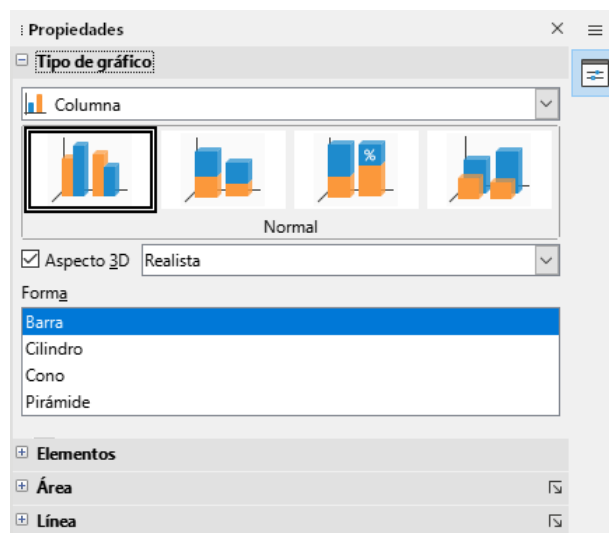 Propiedades
Tipo de gráfico
Columna
%
Normal
Aspecto 3D Realista
Forma
Barra
Cilindro
Cono
Pirámide
Elementos
Área
Línea